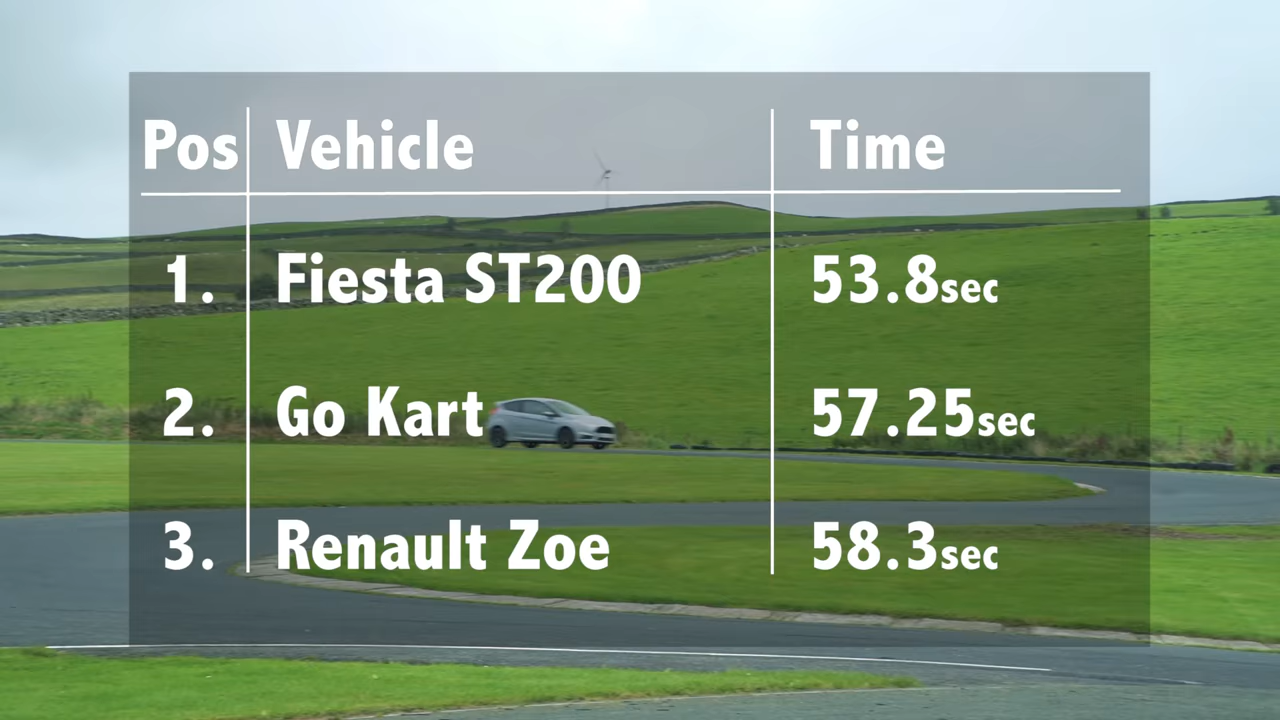 Pos Vehicle Time
1. Fiesta ST200 53.8sec
2. Go Kart 57.25sec
3. Renault Zoe 58.3sec